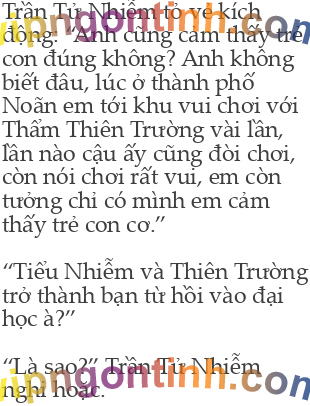 Trần Tử Nhiễm tỏ vẻ kích
động: “Anh cũng cảm thấy trẻ
con đúng không? Anh không
biết đâu, lúc ở thành phố
Noãn em tới khu vui chơi với
Thẩm Thiên Trường vài lần,
lần nào cậu ấy cũng đòi chơi,
còn nói chơi rất vui, em còn
tưởng chỉ có mình em cảm
thấy trẻ con cơ.”
“Tiểu Nhiễm và Thiên Trường
trở thành bạn từ hồi vào đại
học à?”
“Là sao?” Trần Tử Nhiễm
nghi hoặc.
vipngontinh.com
vipngontinh.com